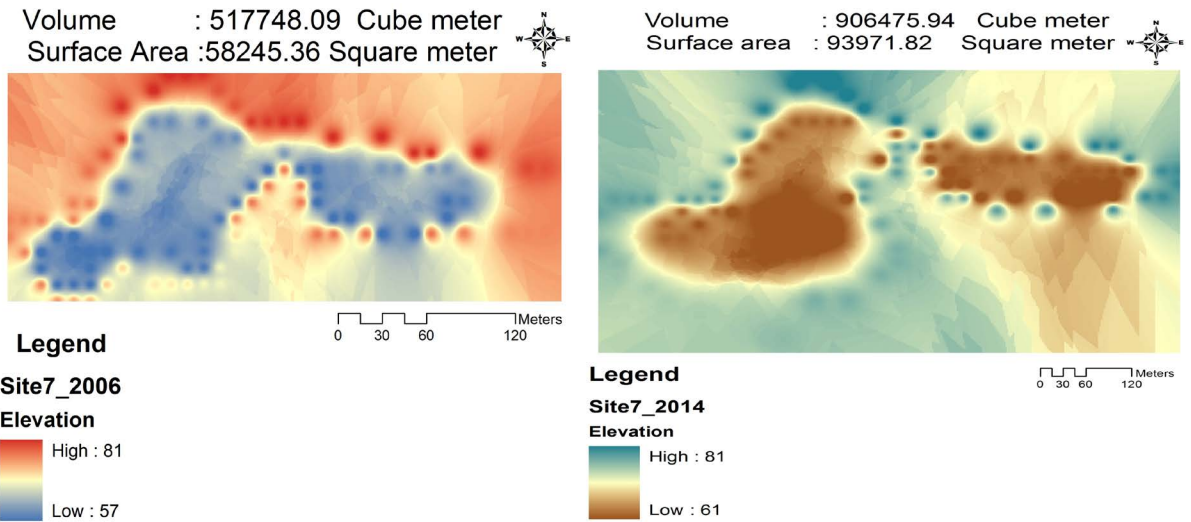 Volume : 517748.09 Cube meter
Surface Area :58245.36 Square meter
N
W E
S
0 30 60 120 Meters
Legend
Site7_2006
Elevation
High : 81
Low : 57
Volume : 906475.94 Cube meter
Surface area : 93971.82 Square meter
N
W E
S
0 30 60 120 Meters
Legend
Site7_2014
Elevation
High : 81
Low : 61